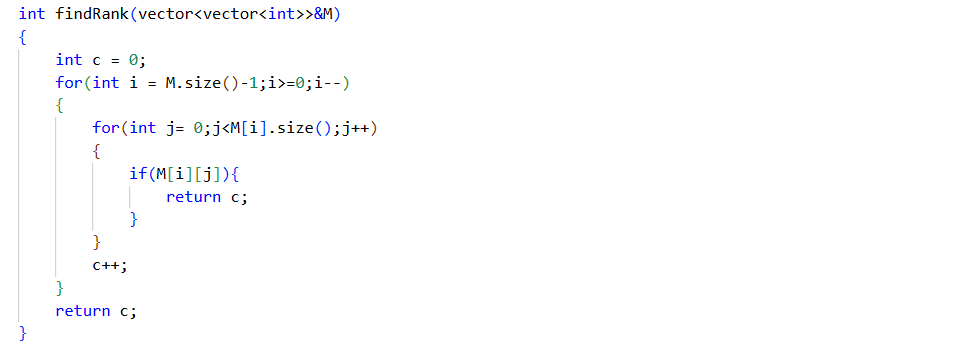 int findRank(vector<vector<int>>&M)
{
    int c = 0;
    for(int i = M.size()-1;i>=0;i--)
    {
        for(int j= 0;j<M[i].size();j++)
        {
            if(M[i][j]){
                return c;
            }
        }
        c++;
    }
    return c;
}